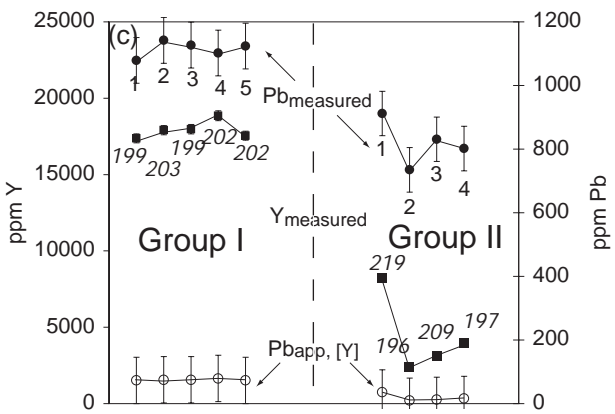 (c)
25000
20000
15000
10000
5000
0
ppm Y
1200
1000
800
600
400
200
0
ppm Pb
1 2 3 4 5
Pbmeasured
199 203 199 202 202
1 2 3 4
Ymeasured
Group I
Group II
219 196 209 197
Pbapp, [Y]